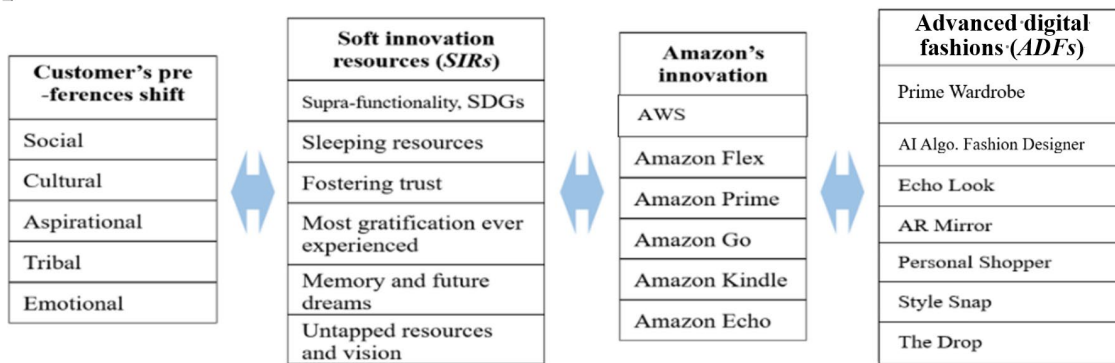 Customer's pre
-ferences shift
Social
Cultural
Aspirational
Tribal
Emotional
Soft innovation
resources (SIRs)
Supra-functionality, SDGs
Sleeping resources
Fostering trust
Most gratification ever
experienced
Memory and future
dreams
Untapped resources
and vision
Amazon's
innovation
AWS
Amazon Flex
Amazon Prime
Amazon Go
Amazon Kindle
Amazon Echo
Advanced digital
fashions (ADFs)
Prime Wardrobe
AI Algo. Fashion Designer
Echo Look
AR Mirror
Personal Shopper
Style Snap
The Drop